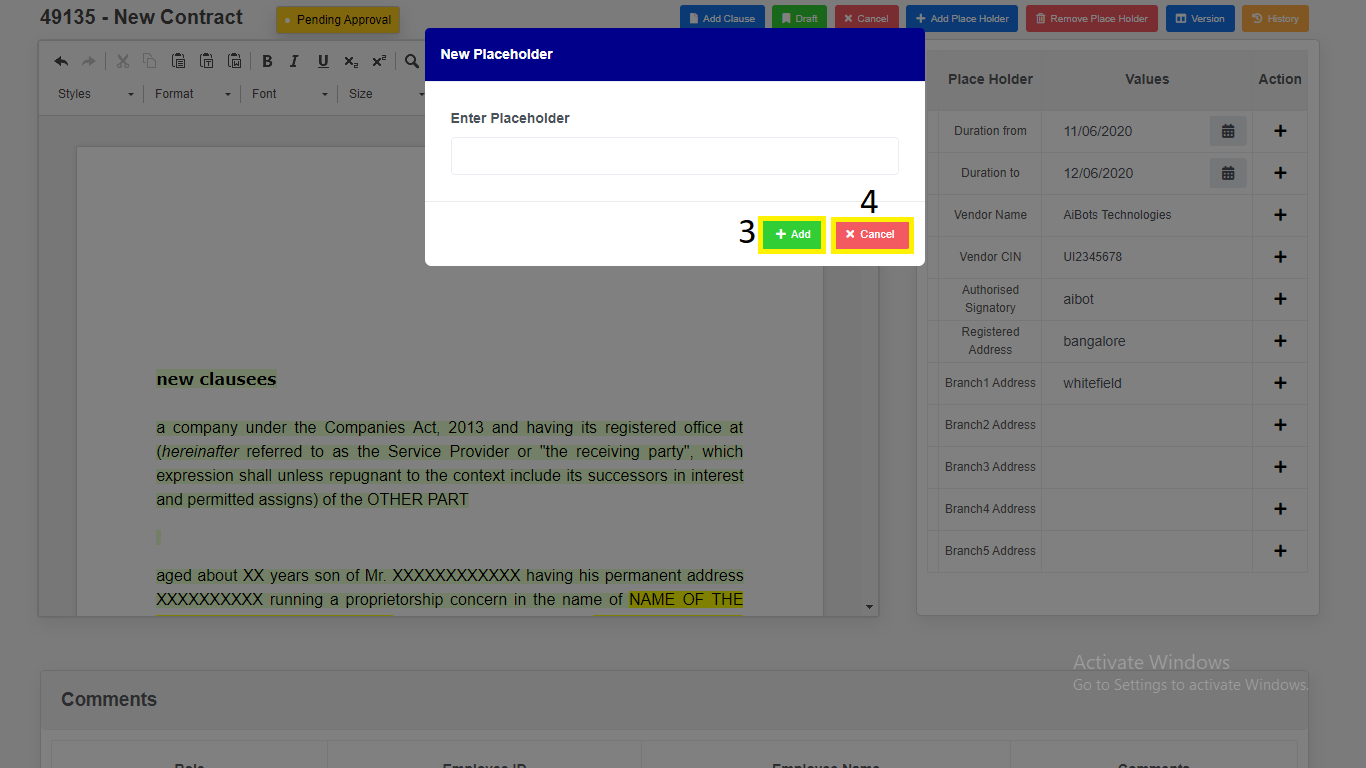 49135 - New Contract
Pending Approval
Add Clause
Draft
Cancel
Add Place Holder
Remove Place Holder
Version
History
New Placeholder
Enter Placeholder
3
Add
4
Cancel
Styles
Format
Font
Size
B I U x₂ x²
new clausees
a company under the Companies Act, 2013 and having its registered office at
(hereinafter referred to as the Service Provider or "the receiving party", which
expression shall unless repugnant to the context include its successors in interest
and permitted assigns) of the OTHER PART
aged about XX years son of Mr. XXXXXXXXXXXX having his permanent address
XXXXXXXXXX running a proprietorship concern in the name of NAME OF THE
Place Holder Values Action
Duration from 11/06/2020
Duration to 12/06/2020
Vendor Name AiBots Technologies
Vendor CIN UI2345678
Authorised
Signatory aibot
Registered
Address bangalore
Branch1 Address whitefield
Branch2 Address
Branch3 Address
Branch4 Address
Branch5 Address
Activate Windows
Go to Settings to activate Windows.
Comments
Role Employee ID Employee Name Comments